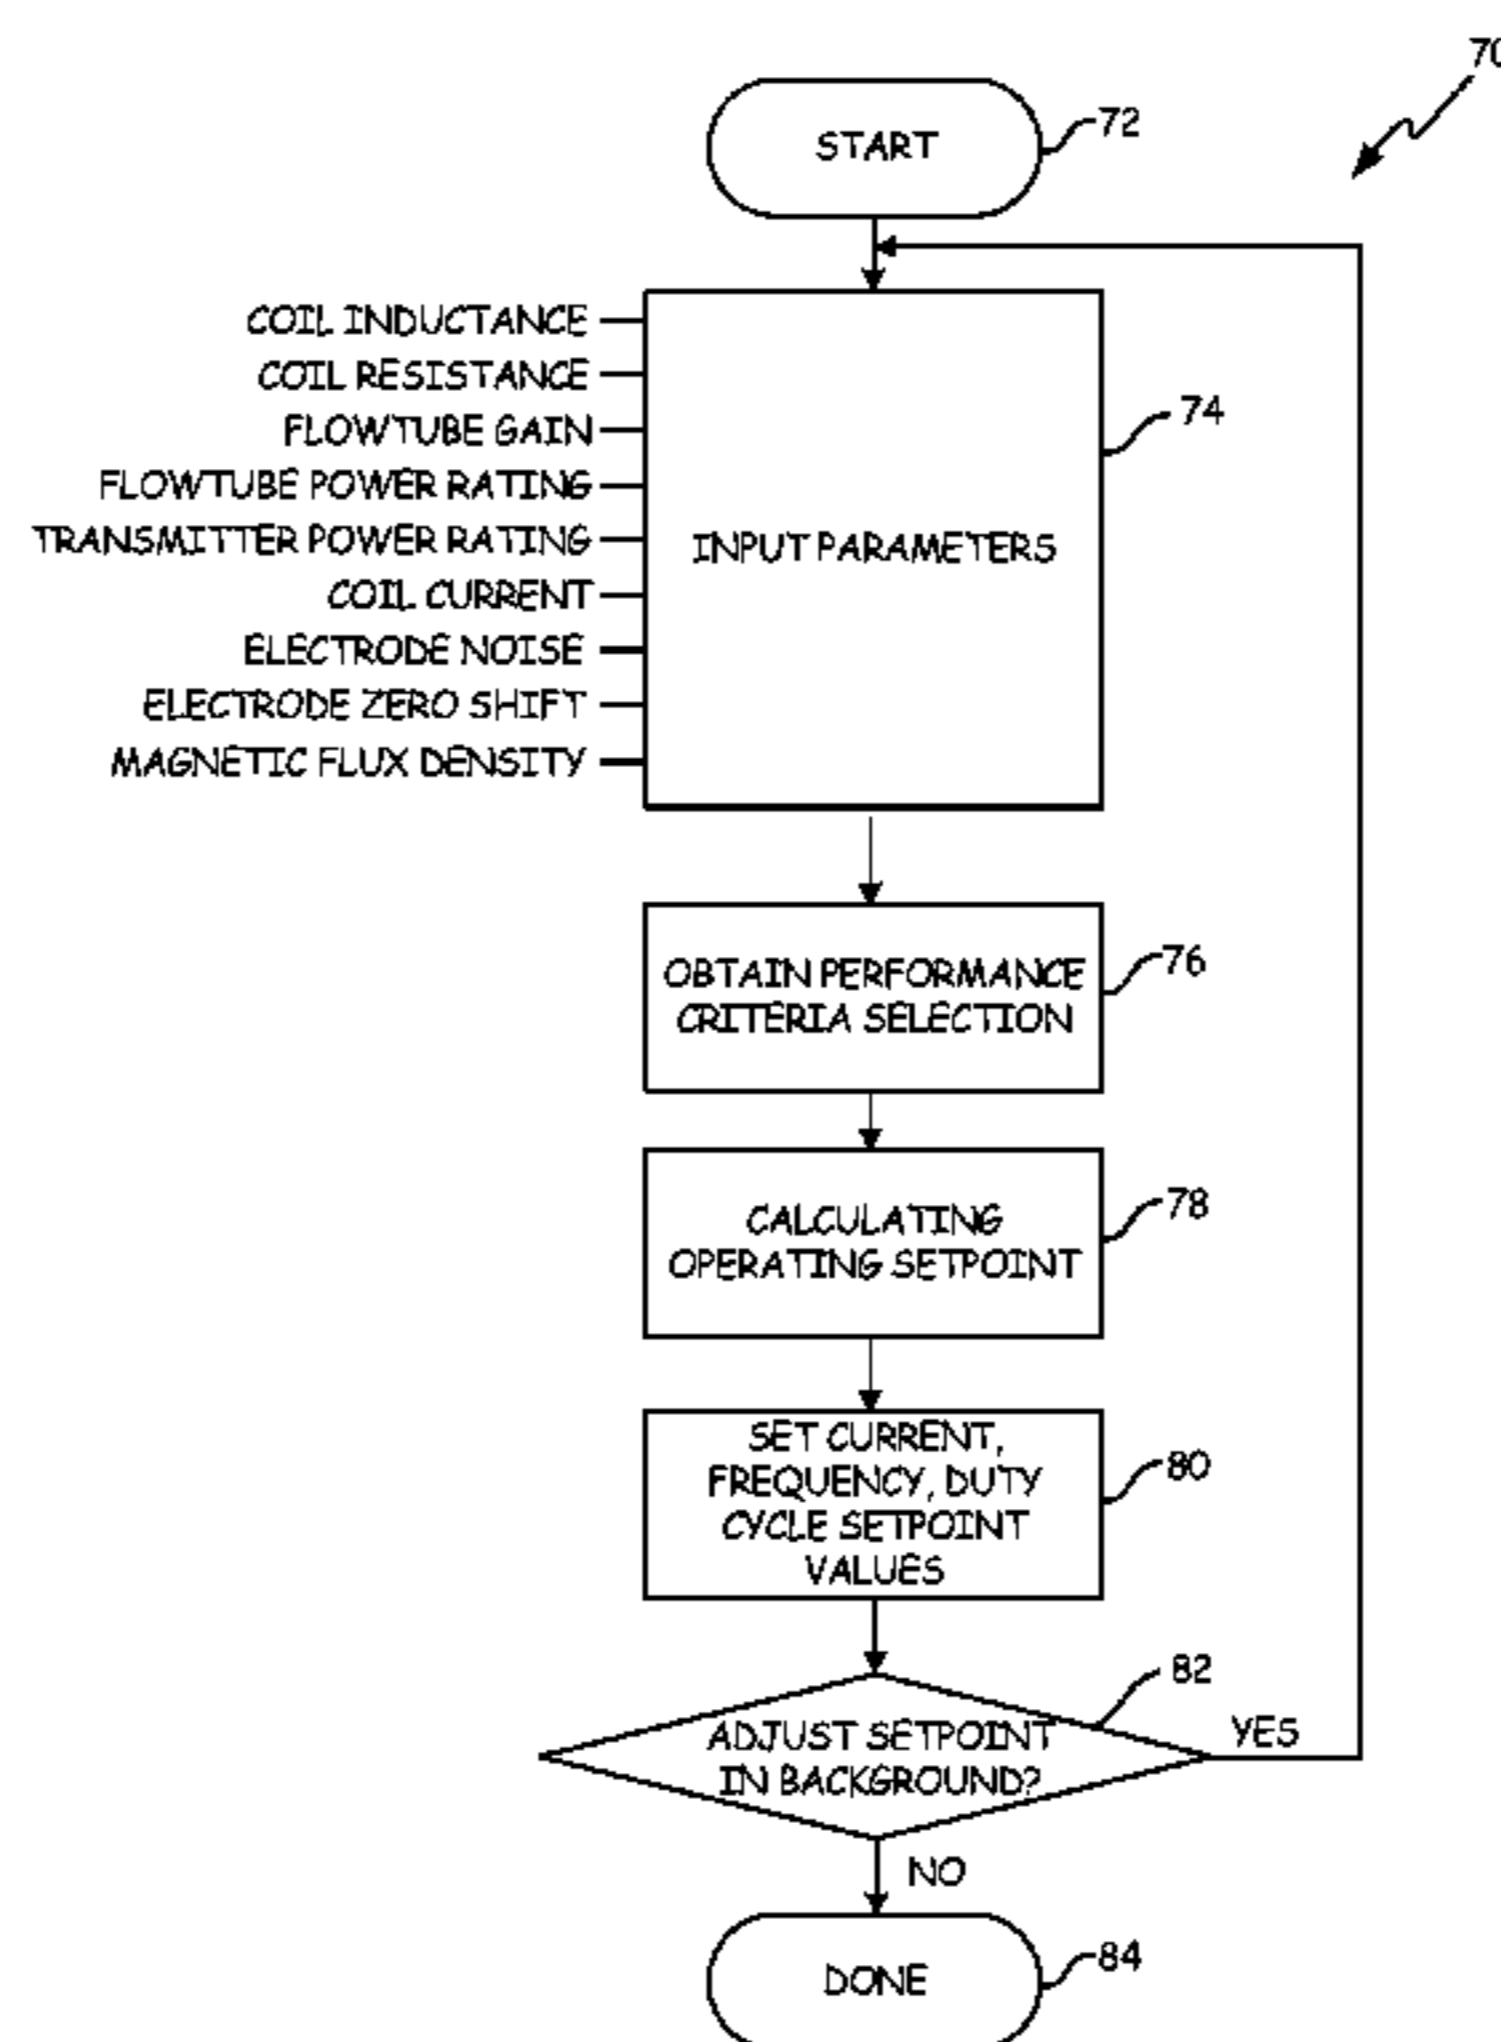 70
START
72
COIL INDUCTANCE
COIL RESISTANCE
FLOWTUBE GAIN
FLOWTUBE POWER RATING
TRANSMITTER POWER RATING
COIL CURRENT
ELECTRODE NOISE
ELECTRODE ZERO SHIFT
MAGNETIC FLUX DENSITY
INPUT PARAMETERS
74
OBTAIN PERFORMANCE
CRITERIA SELECTION
76
CALCULATING
OPERATING SETPOINT
78
SET CURRENT,
FREQUENCY, DUTY
CYCLE SETPOINT
VALUES
80
ADJUST SETPOINT
IN BACKGROUND?
82
YES
NO
DONE
84